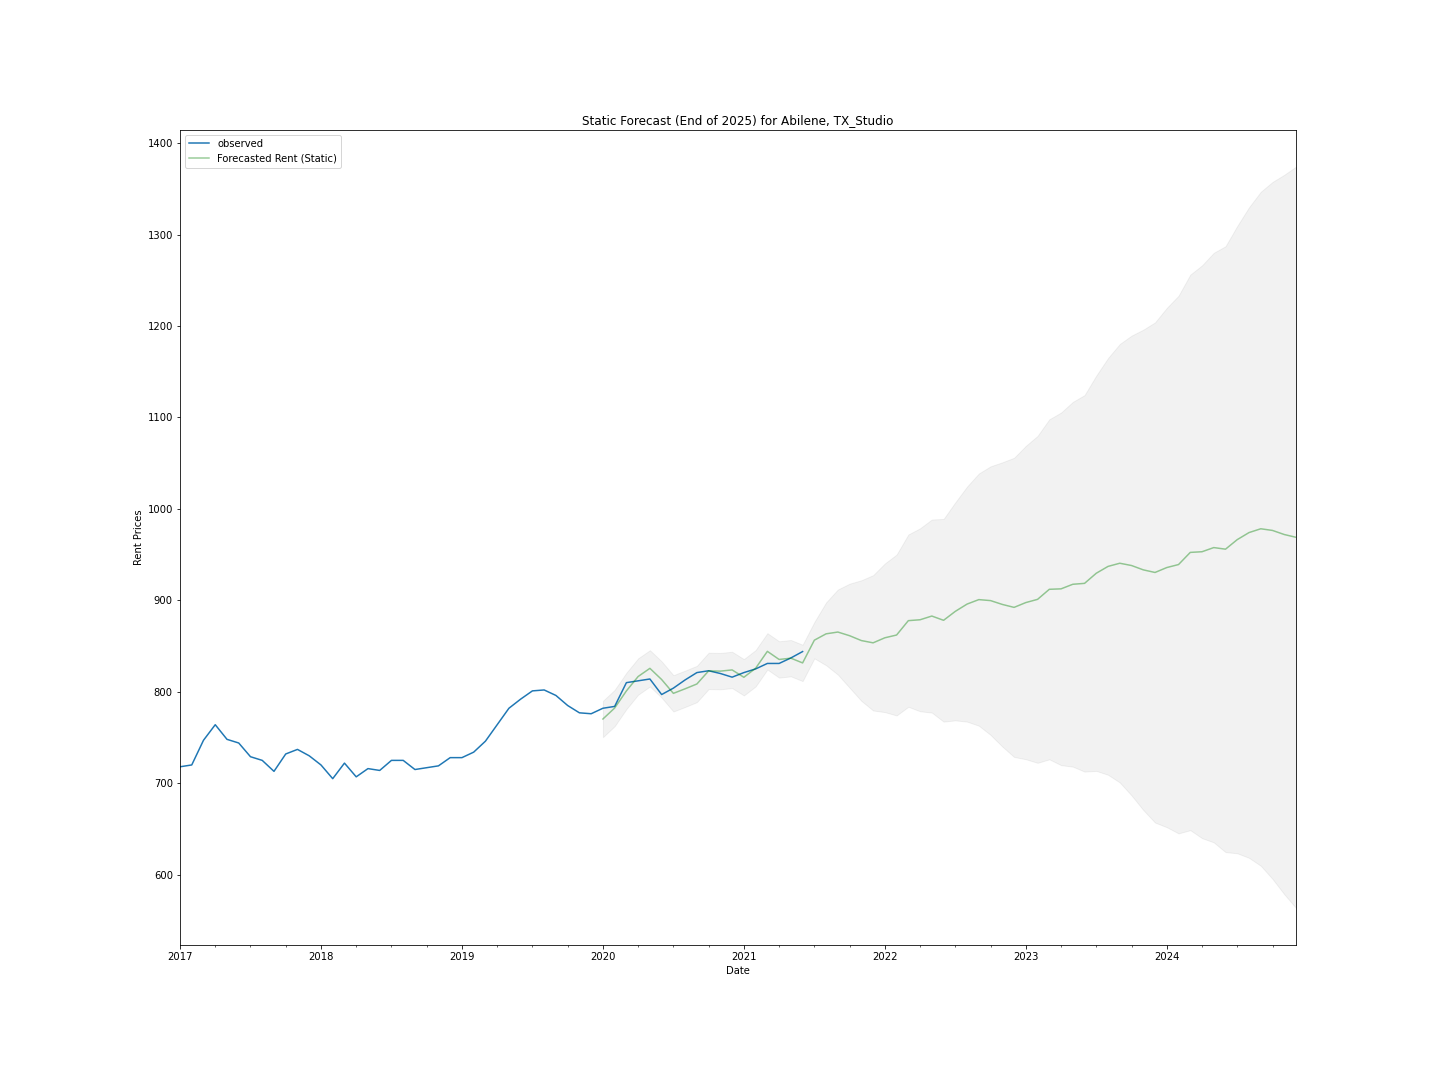 Static Forecast (End of 2025) for Abilene, TX_Studio
observed
Forecasted Rent (Static)
1400
1300
1200
1100
1000
900
800
700
600
Rent Prices
2017 2018 2019 2020 2021 2022 2023 2024
Date